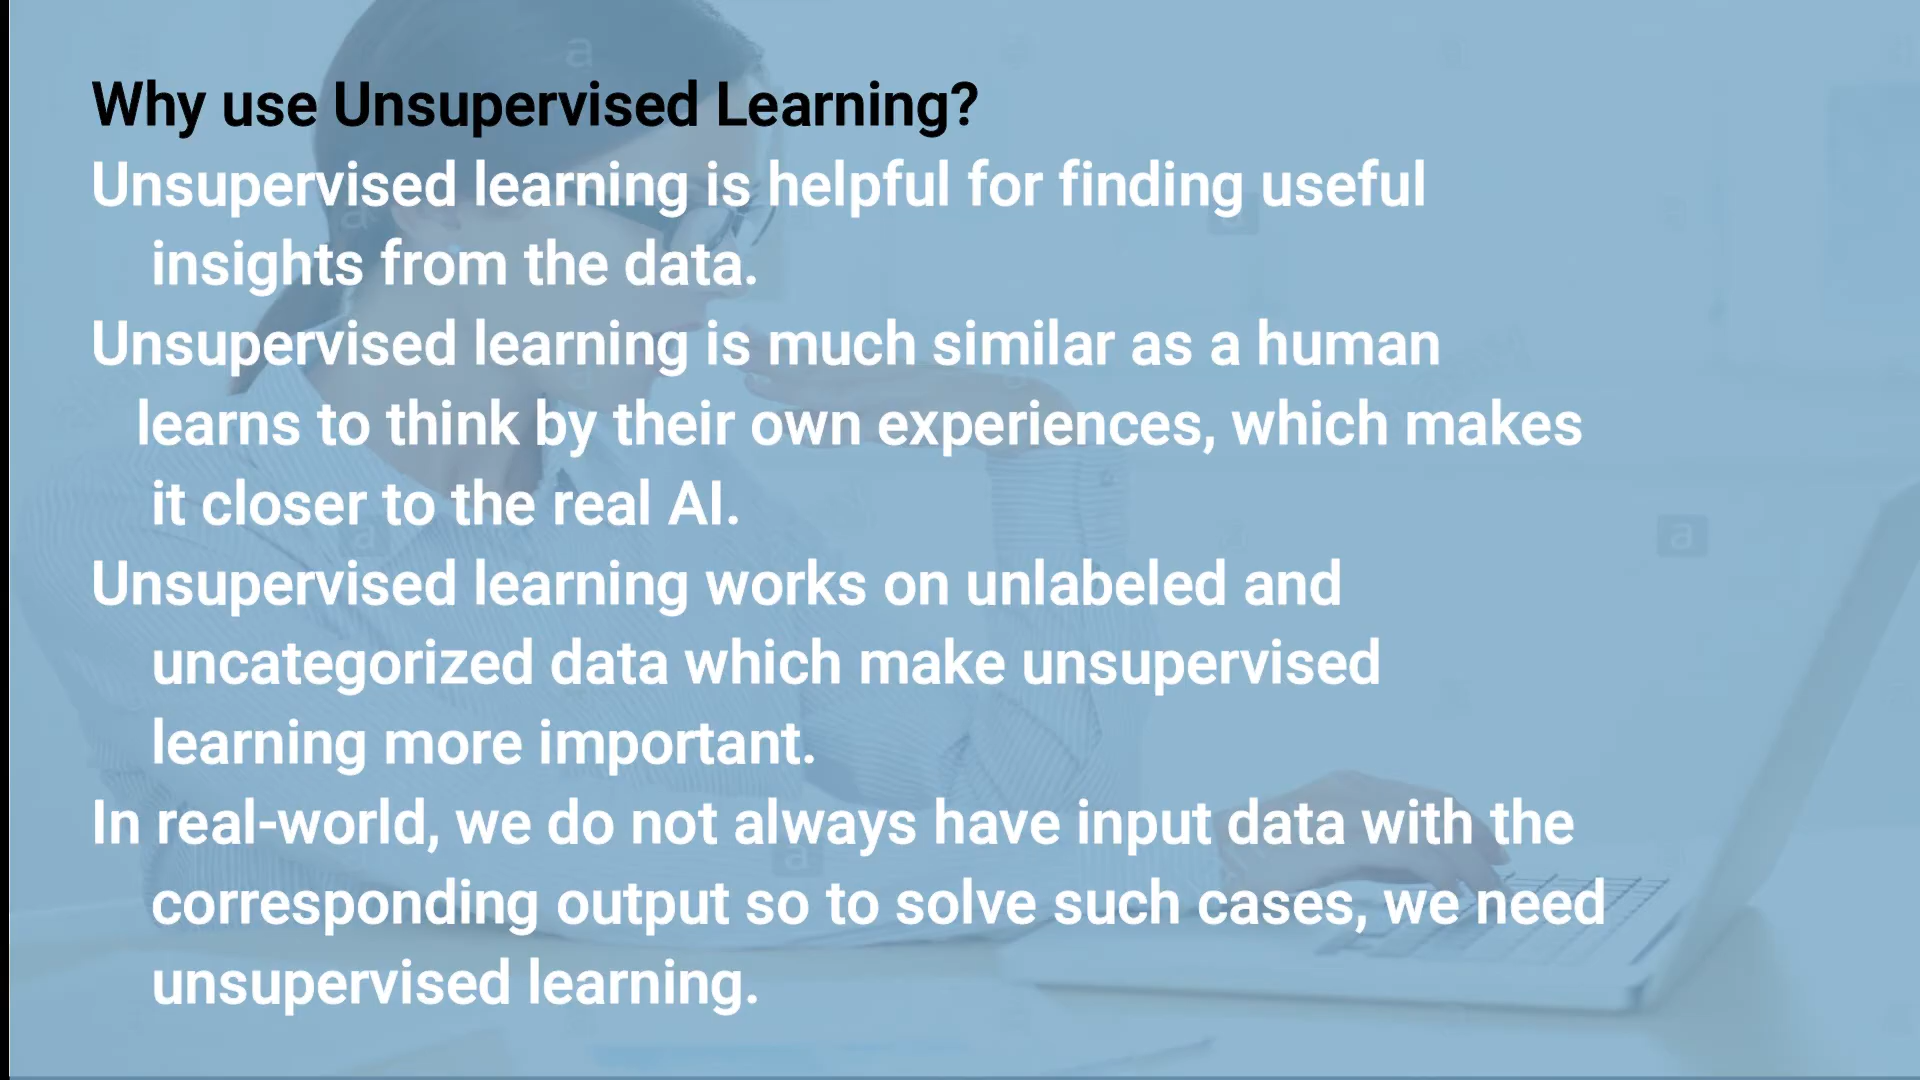 Why use Unsupervised Learning?
Unsupervised learning is helpful for finding useful
insights from the data.
Unsupervised learning is much similar as a human
learns to think by their own experiences, which makes
it closer to the real AI.
Unsupervised learning works on unlabeled and
uncategorized data which make unsupervised
learning more important.
In real-world, we do not always have input data with the
corresponding output so to solve such cases, we need
unsupervised learning.